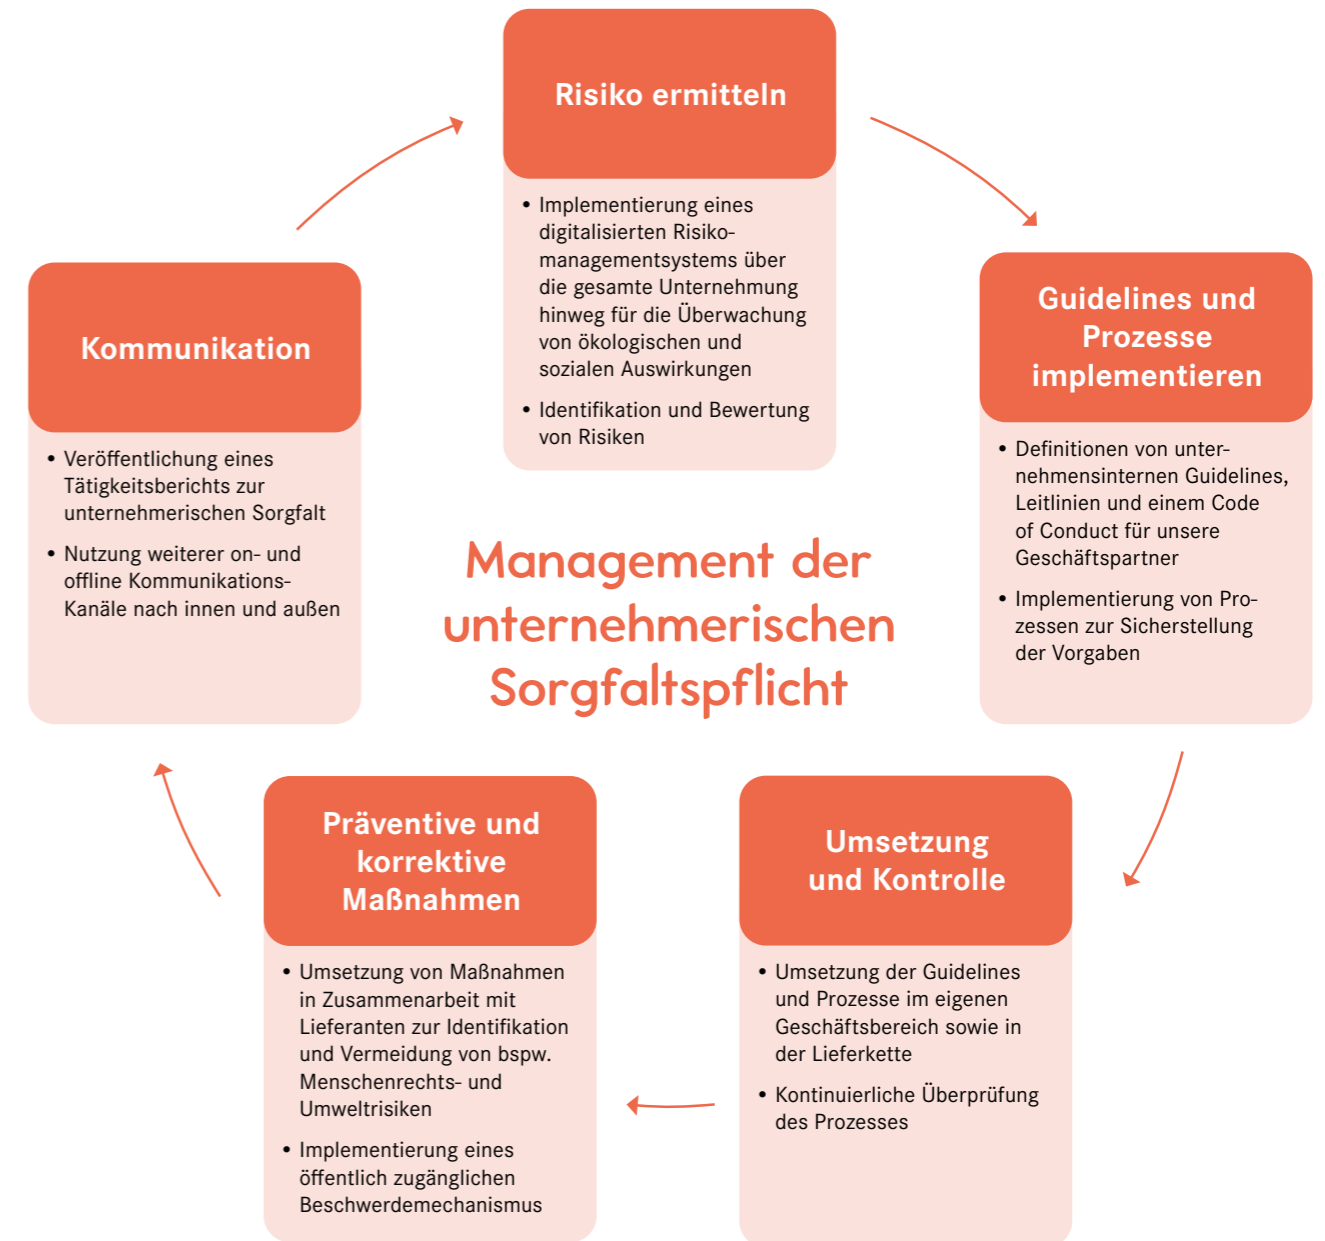 Risiko ermitteln
• Implementierung eines
digitalisierten Risiko-
managementsystems über
die gesamte Unternehmung
hinweg für die Überwachung
von ökologischen und
sozialen Auswirkungen
• Identifikation und Bewertung
von Risiken
Guidelines und
Prozesse
implementieren
• Definitionen von unter-
nehmensinternen Guidelines,
Leitlinien und einem Code
of Conduct für unsere
Geschäftspartner
• Implementierung von Pro-
zessen zur Sicherstellung
der Vorgaben
Umsetzung
und Kontrolle
• Umsetzung der Guidelines
und Prozesse im eigenen
Geschäftsbereich sowie in
der Lieferkette
• Kontinuierliche Überprüfung
des Prozesses
Präventive und
korrektive
Maßnahmen
• Umsetzung von Maßnahmen
in Zusammenarbeit mit
Lieferanten zur Identifikation
und Vermeidung von bspw.
Menschenrechts- und
Umweltrisiken
• Implementierung eines
öffentlich zugänglichen
Beschwerdemechanismus
Kommunikation
• Veröffentlichung eines
Tätigkeitsberichts zur
unternehmerischen Sorgfalt
• Nutzung weiterer on- und
offline Kommunikations-
Kanäle nach innen und außen
Management der
unternehmerischen
Sorgfaltspflicht